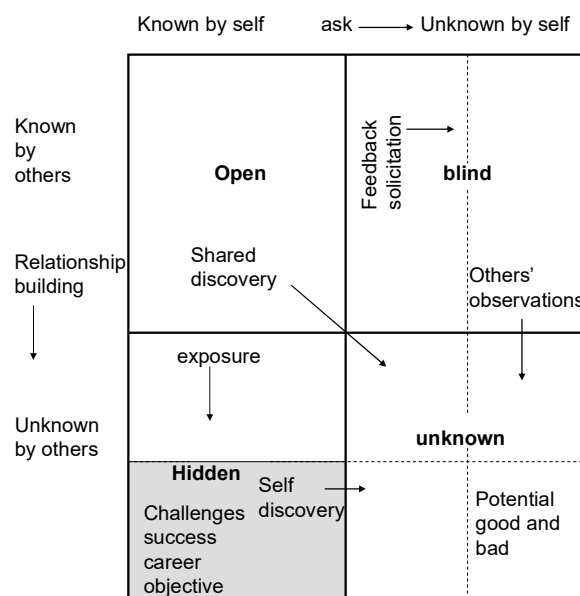 Known by self
ask
Unknown by self
Known
by
others
Open
Feedback
solicitation
blind
Relationship
building
Shared
discovery
Others'
observations
exposure
Unknown
by others
unknown
Hidden
Self
discovery
Challenges
success
career
objective
Potential
good and
bad